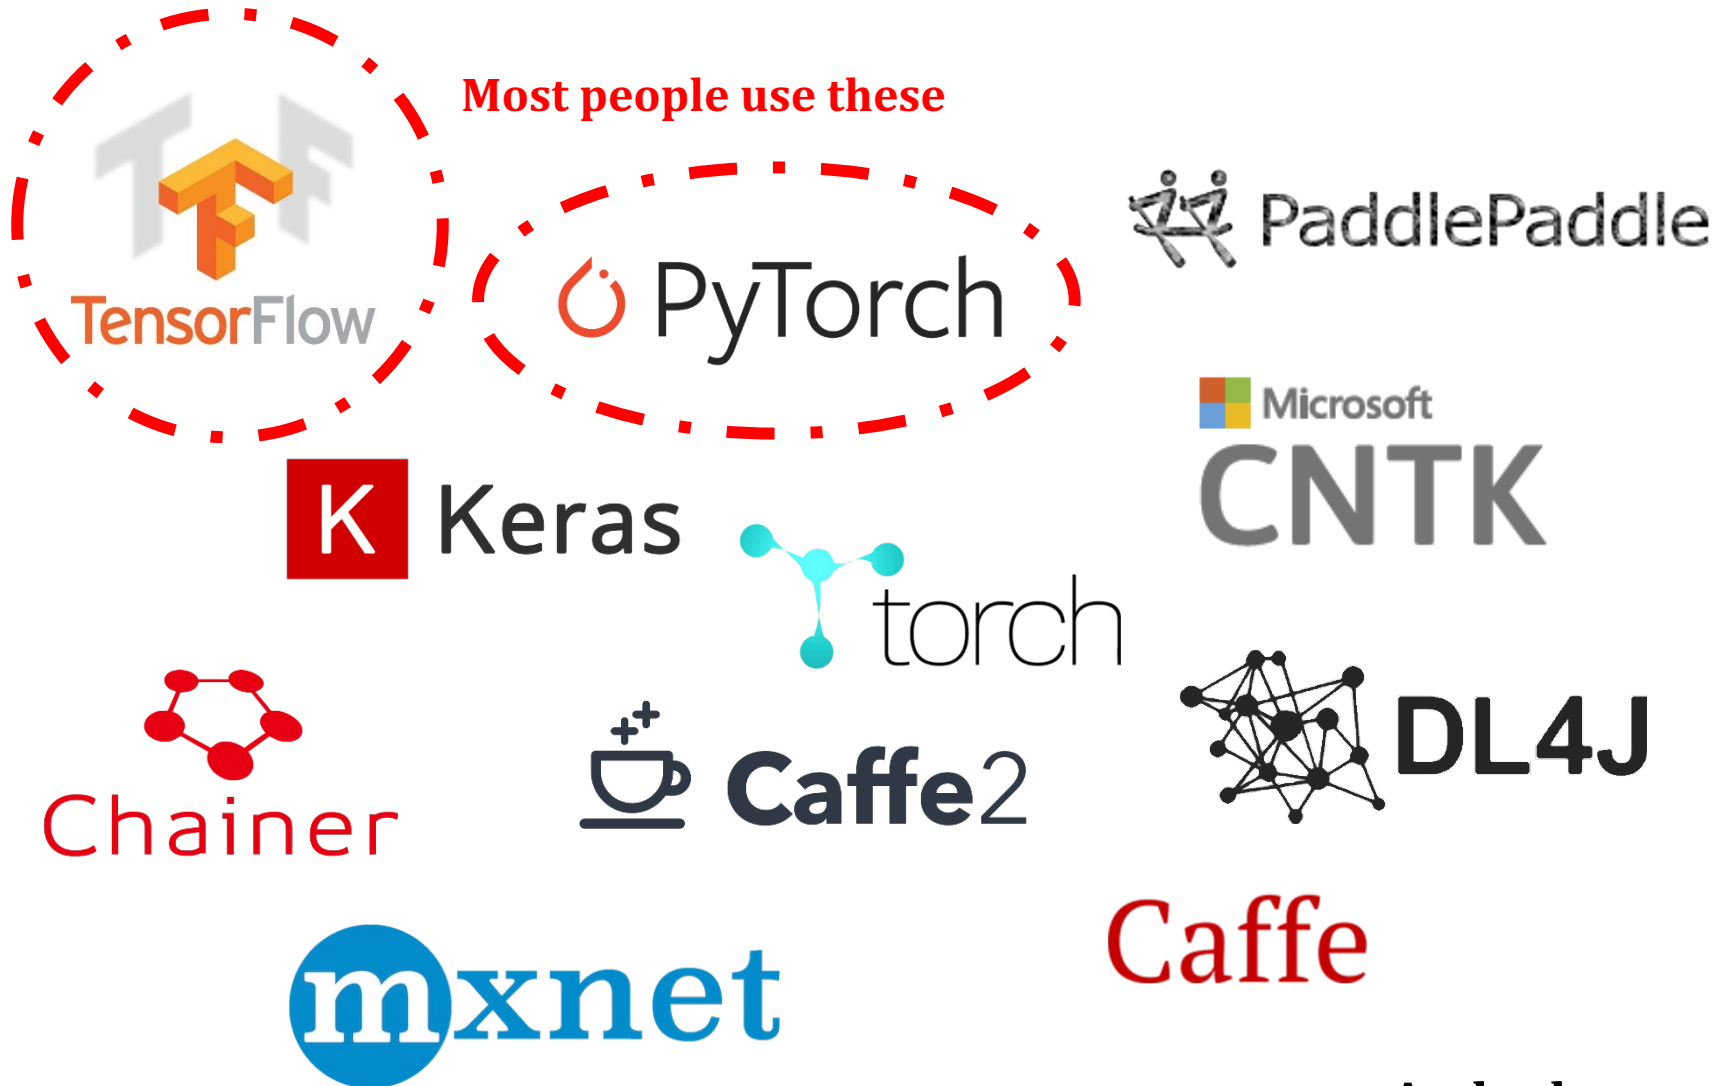 Most people use these
TensorFlow
PyTorch
PaddlePaddle
Microsoft
CNTK
K Keras
torch
Chainer
Caffe2
DL4J
Caffe
mxnet